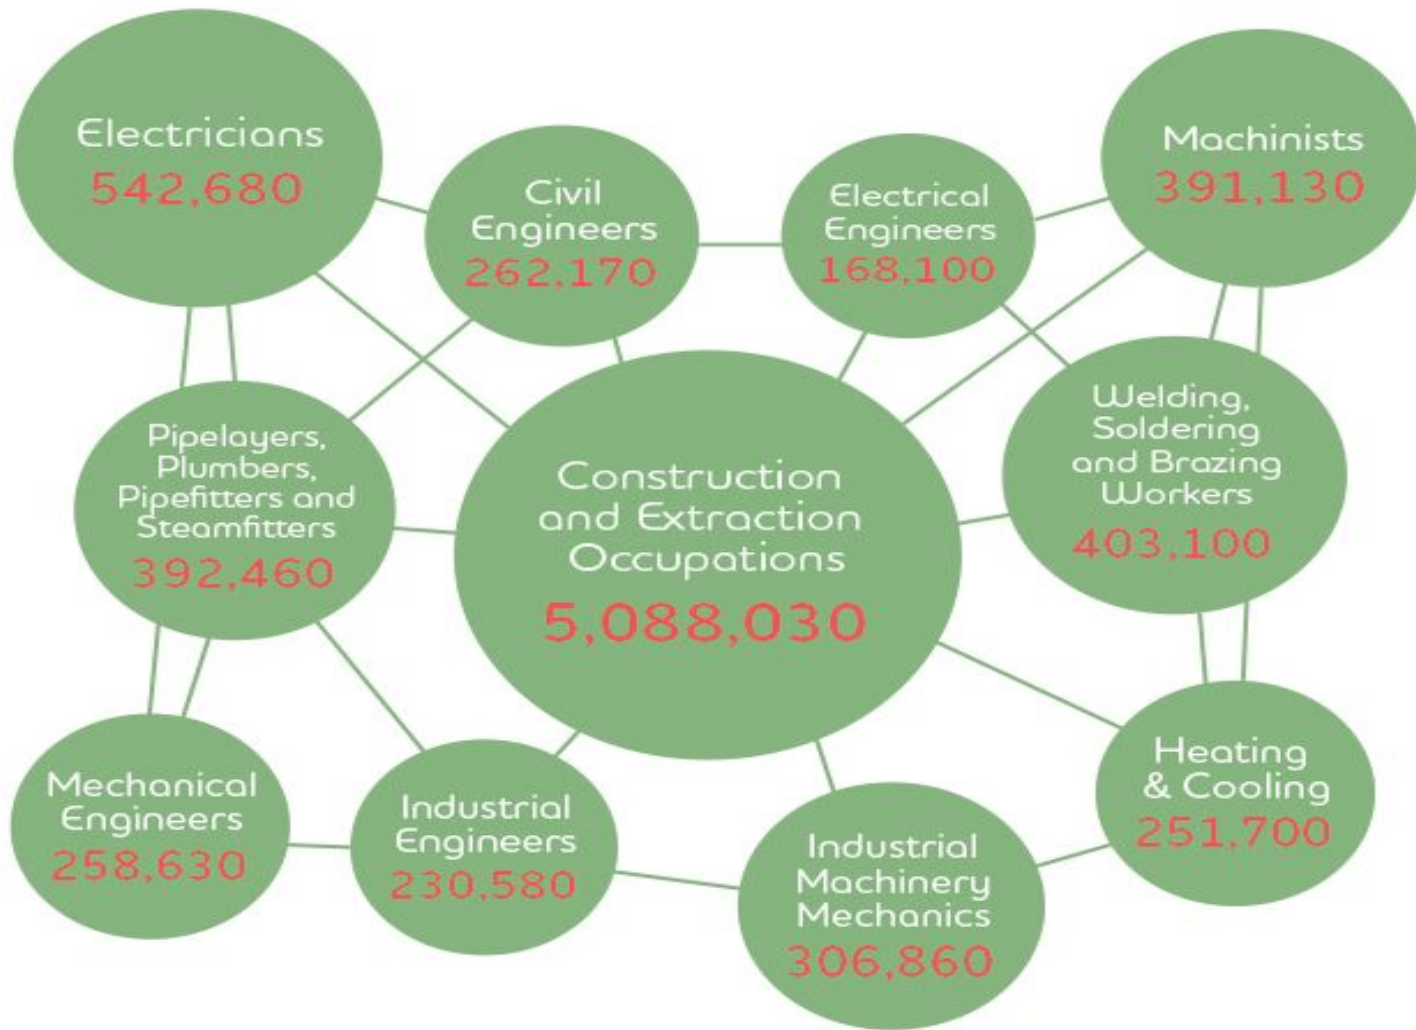 Electricians
542,680
Civil
Engineers
262,170
Electrical
Engineers
168,100
Machinists
391,130
Pipelayers,
Plumbers,
Pipefitters and
Steamfitters
392,460
Construction
and Extraction
Occupations
5,088,030
Welding,
Soldering
and Brazing
Workers
403,100
Mechanical
Engineers
258,630
Industrial
Engineers
230,580
Industrial
Machinery
Mechanics
306,860
Heating
& Cooling
251,700